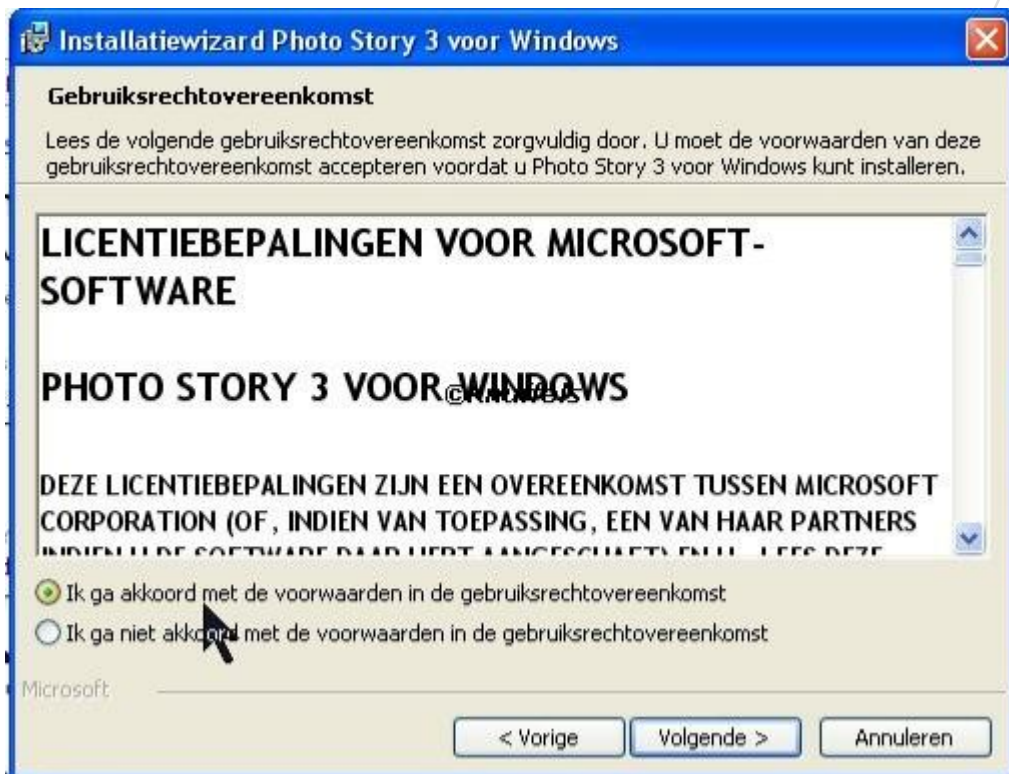 Installatiewizard Photo Story 3 voor Windows
Gebruiksrechtovereenkomst
Lees de volgende gebruiksrechtovereenkomst zorgvuldig door. U moet de voorwaarden van deze
gebruiksrechtovereenkomst accepteren voordat u Photo Story 3 voor Windows kunt installeren.
LICENTIEBEPALINGEN VOOR MICROSOFT-
SOFTWARE
PHOTO STORY 3 VOOR WINDOWS
DEZE LICENTIEBEPALINGEN ZIJN EEN OVEREENKOMST TUSSEN MICROSOFT
CORPORATION (OF, INDIEN VAN TOEPASSING, EEN VAN HAAR PARTNERS
Ik ga akkoord met de voorwaarden in de gebruiksrechtovereenkomst
Ik ga niet akkoord met de voorwaarden in de gebruiksrechtovereenkomst
Microsoft
< Vorige
Volgende >
Annuleren